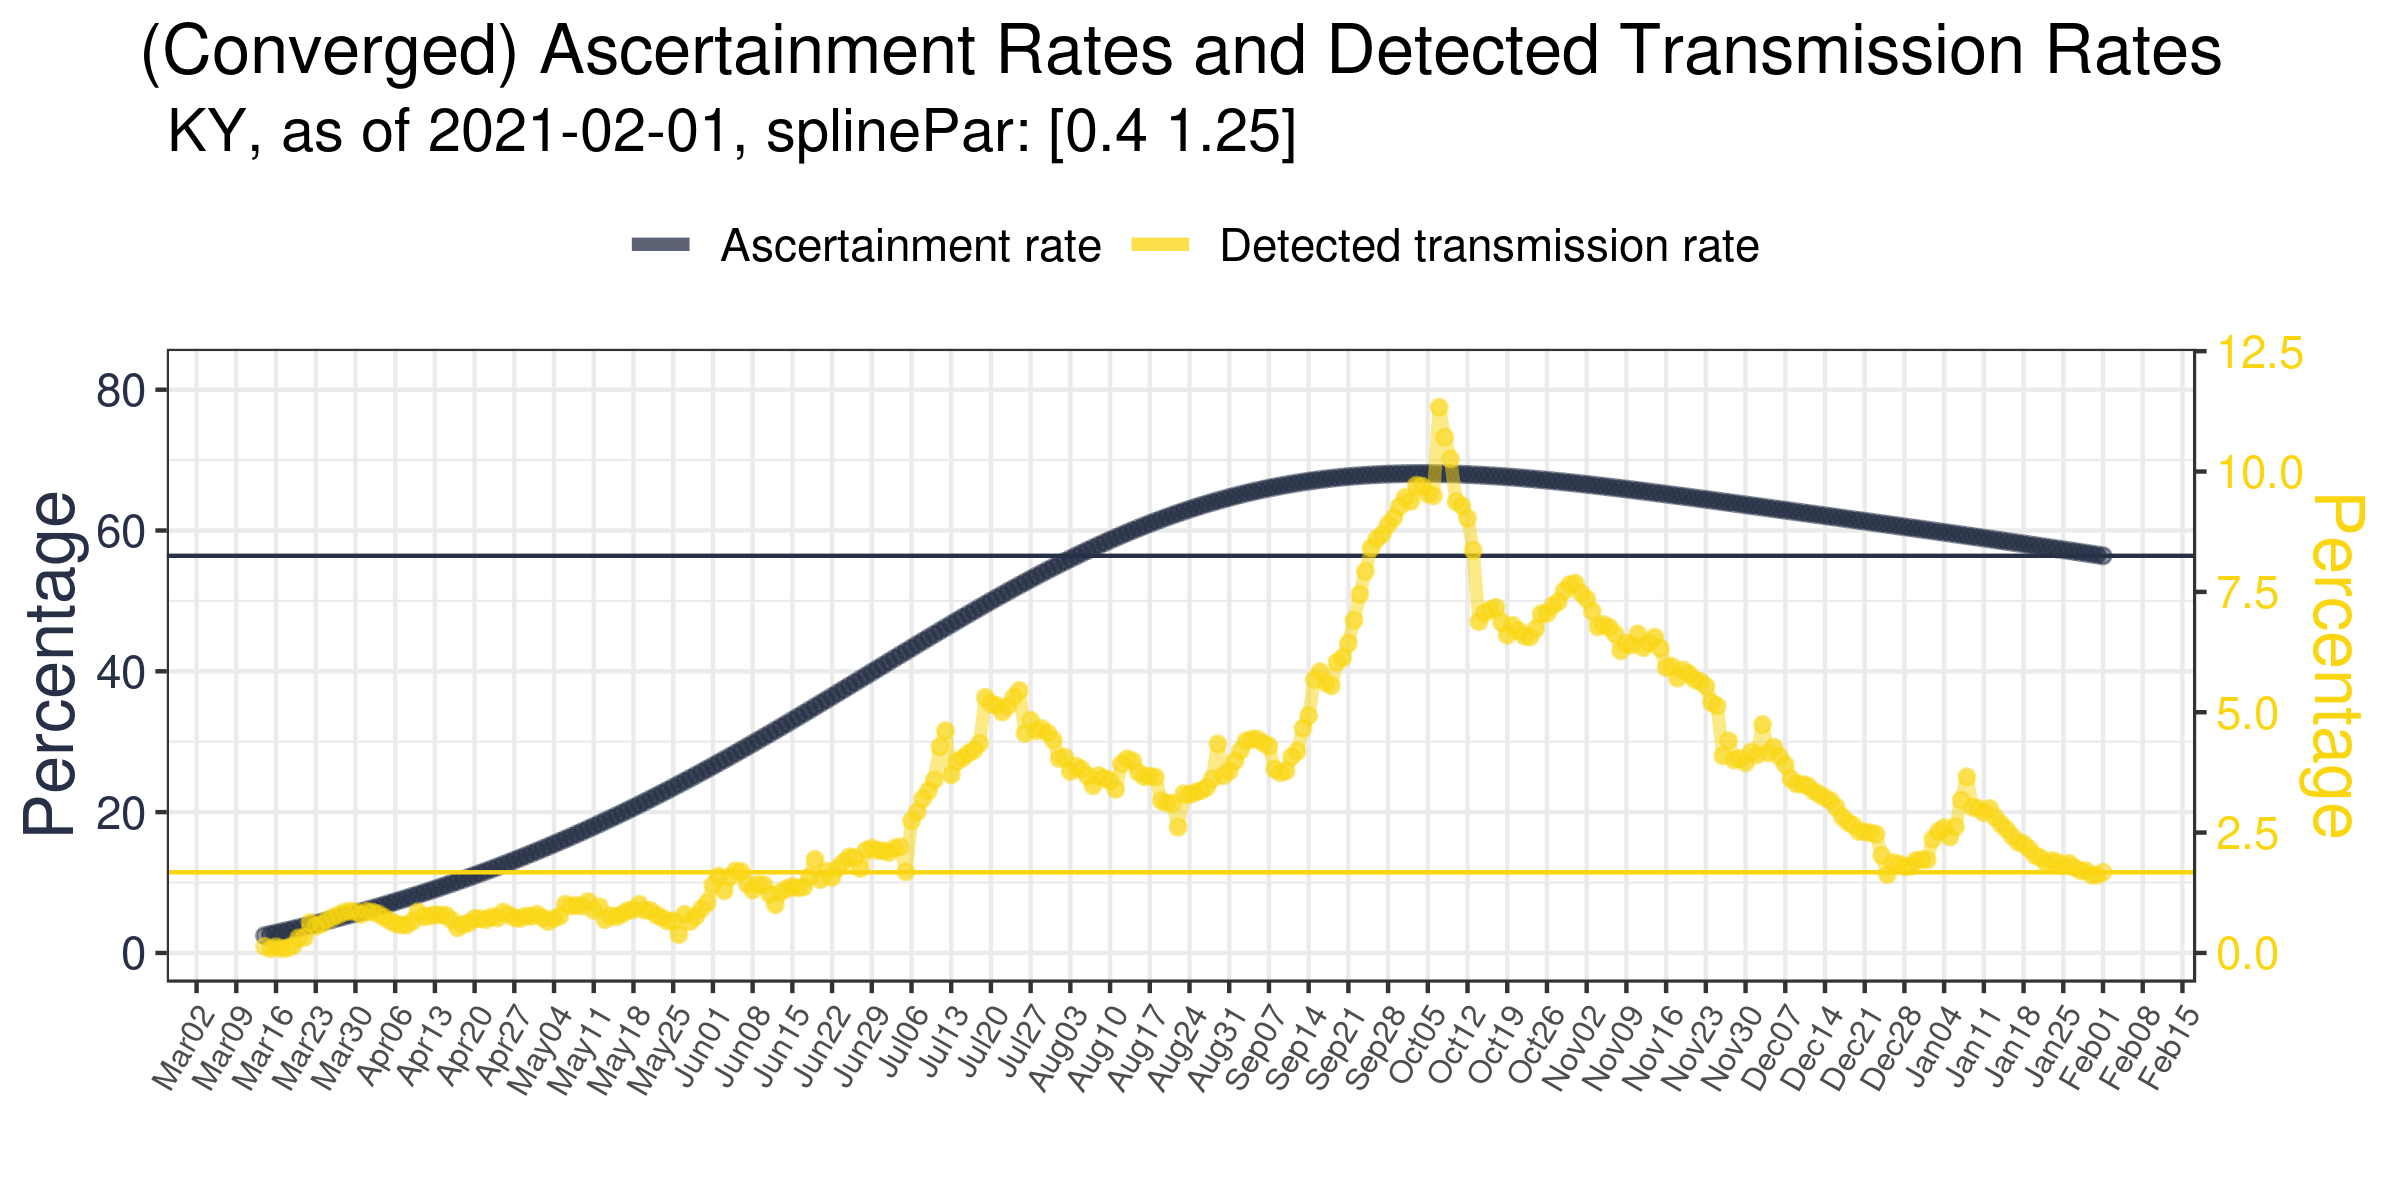 (Converged) Ascertainment Rates and Detected Transmission Rates
KY, as of 2021-02-01, splinePar: [0.4 1.25]
Ascertainment rate Detected transmission rate
Percentage
80
60
40
20
0
12.5
10.0
7.5
5.0
2.5
0.0
Percentage
Mar02 Mar09 Mar16 Mar23 Mar30 Apr06 Apr13 Apr20 Apr27 May04 May11 May18 May25 Jun01 Jun08 Jun15 Jun22 Jun29 Jul06 Jul13 Jul20 Jul27 Aug03 Aug10 Aug17 Aug24 Aug31 Sep07 Sep14 Sep21 Sep28 Oct05 Oct12 Oct19 Oct26 Nov02 Nov09 Nov16 Nov23 Nov30 Dec07 Dec14 Dec21 Dec28 Jan04 Jan11 Jan18 Jan25 Feb01 Feb08 Feb15